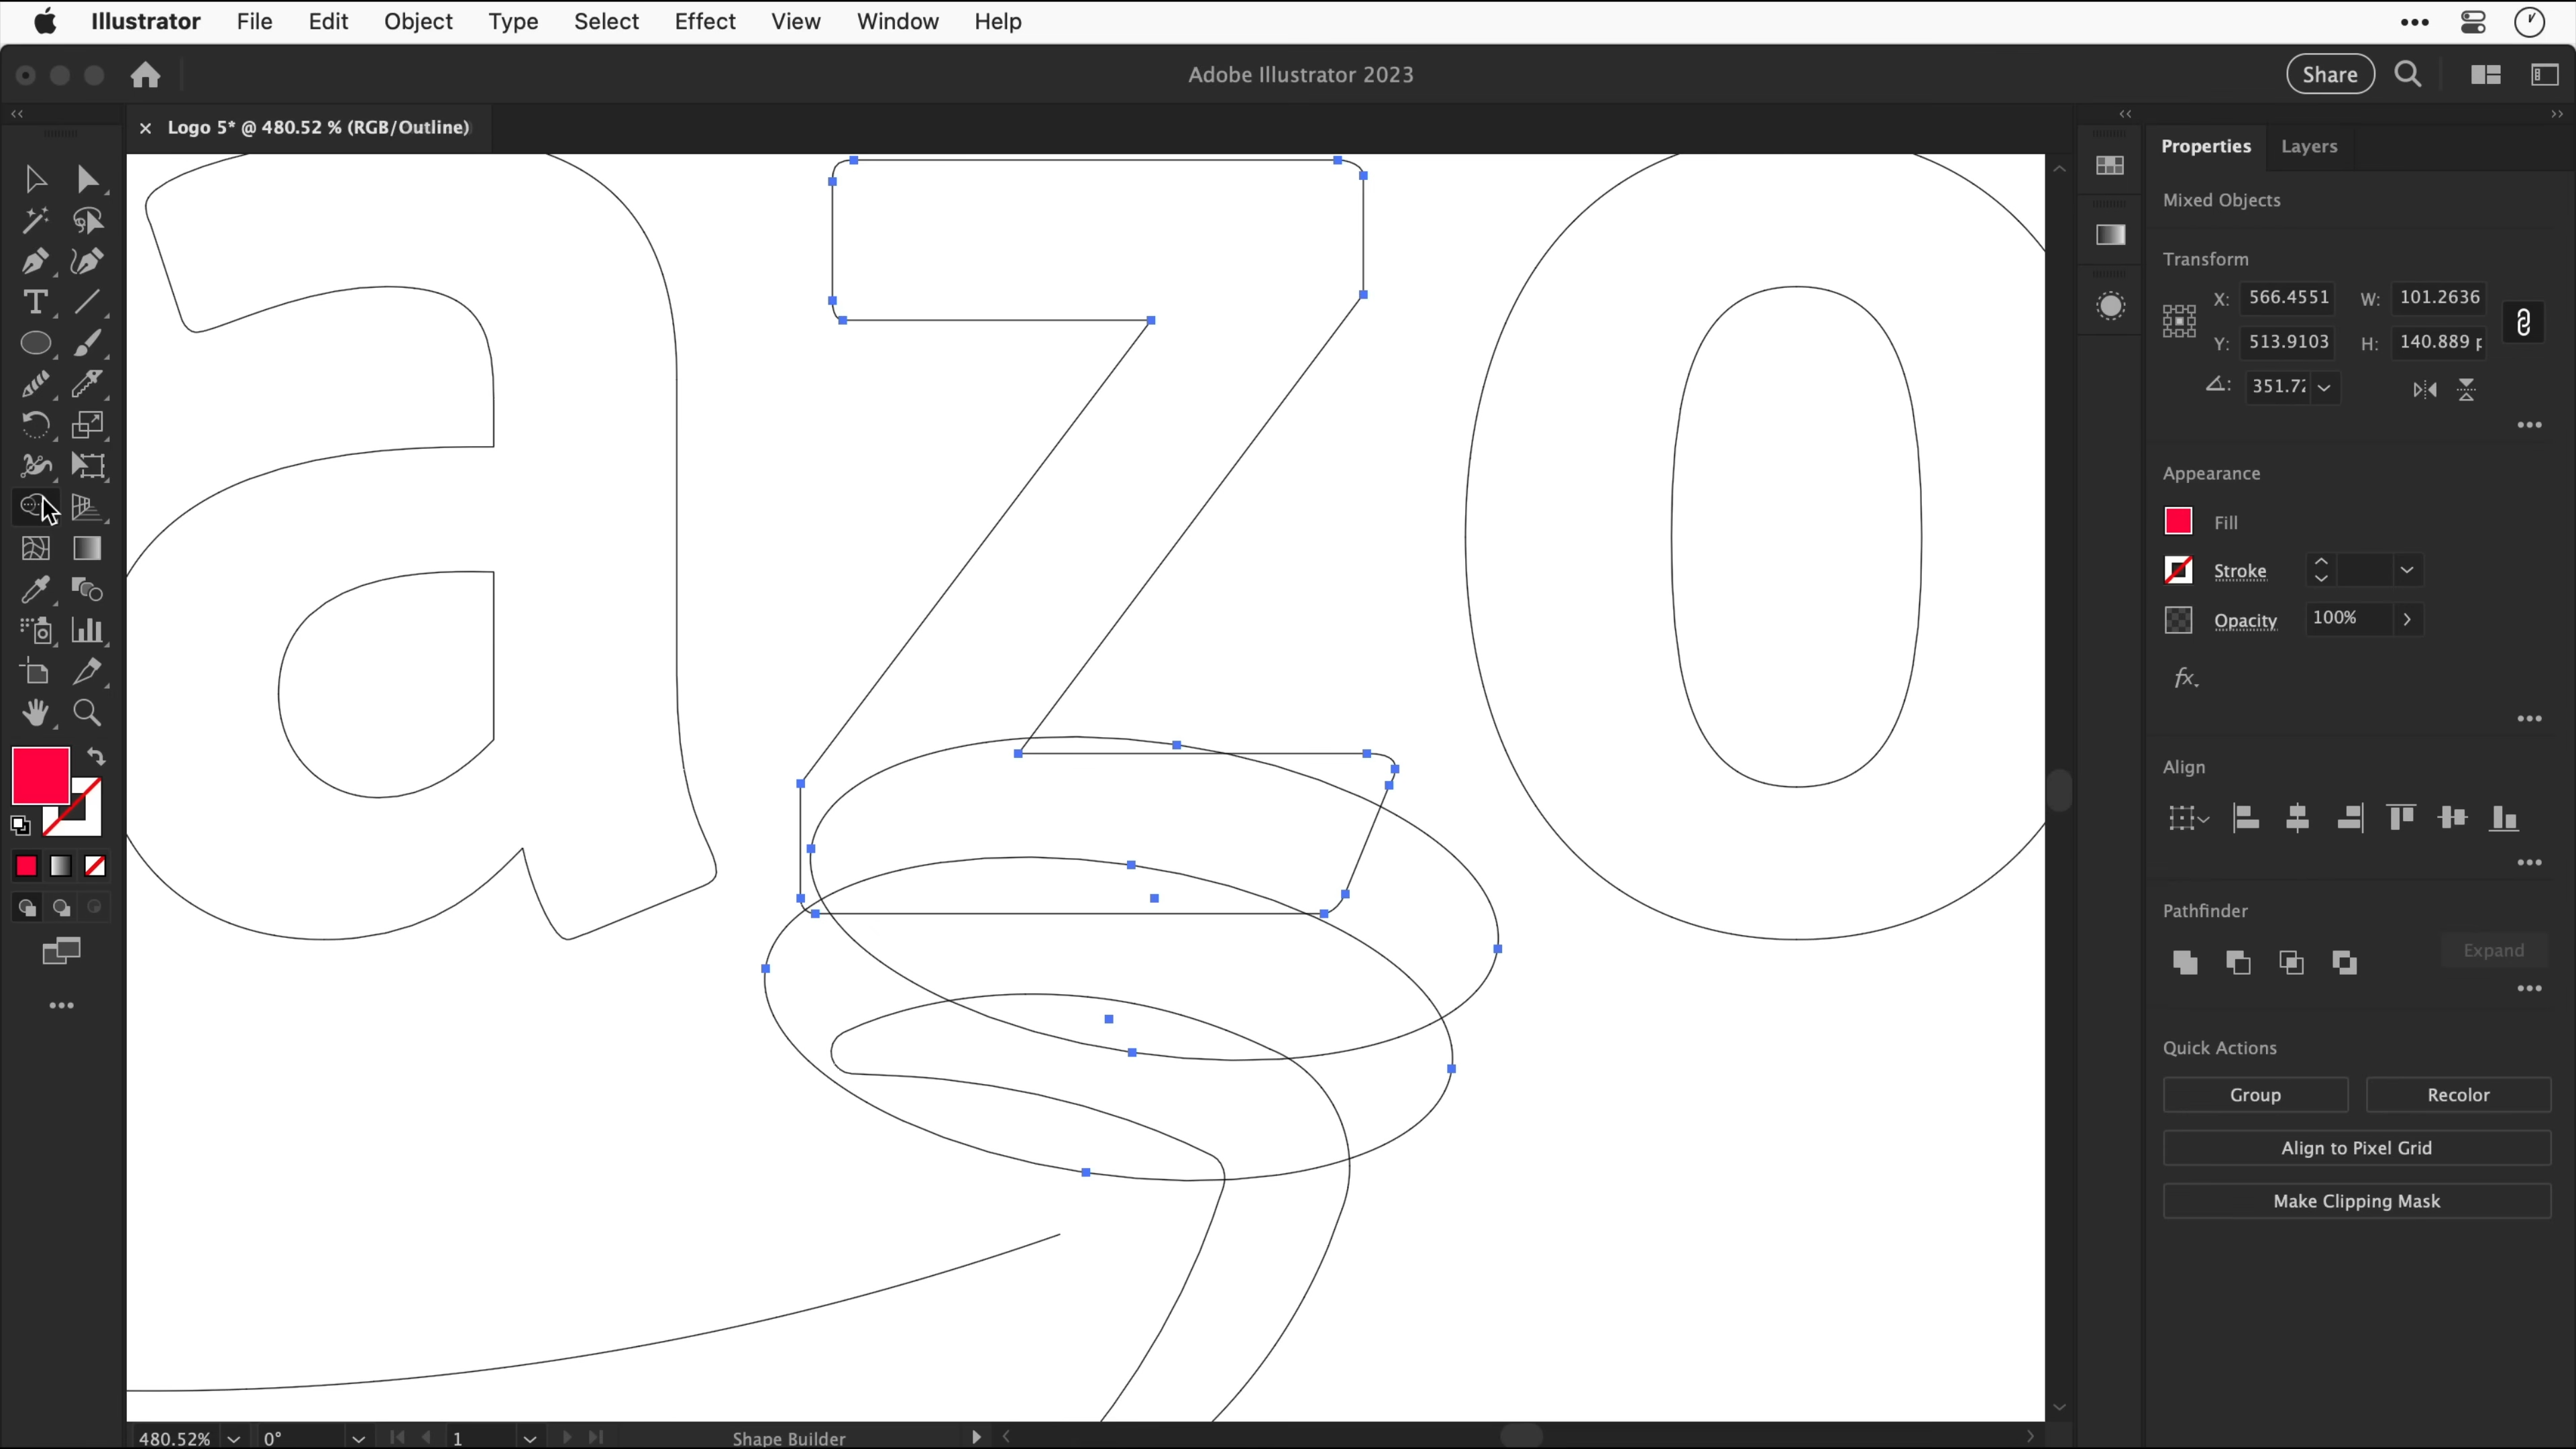 Illustrator File Edit Object Type Select Effect View Window Help
Adobe Illustrator 2023
Share
Logo 5* @ 480.52 % (RGB/Outline)
Properties Layers
Mixed Objects
Transform
X: 566.4551 W: 101.2636
Y: 513.9103 H: 140.889 p
351.72
Appearance
Fill
Stroke
Opacity 100%
fx
Align
Pathfinder
Expand
Quick Actions
Group Recolor
Align to Pixel Grid
Make Clipping Mask
azo
480.52% 0° 1 Shape Builder